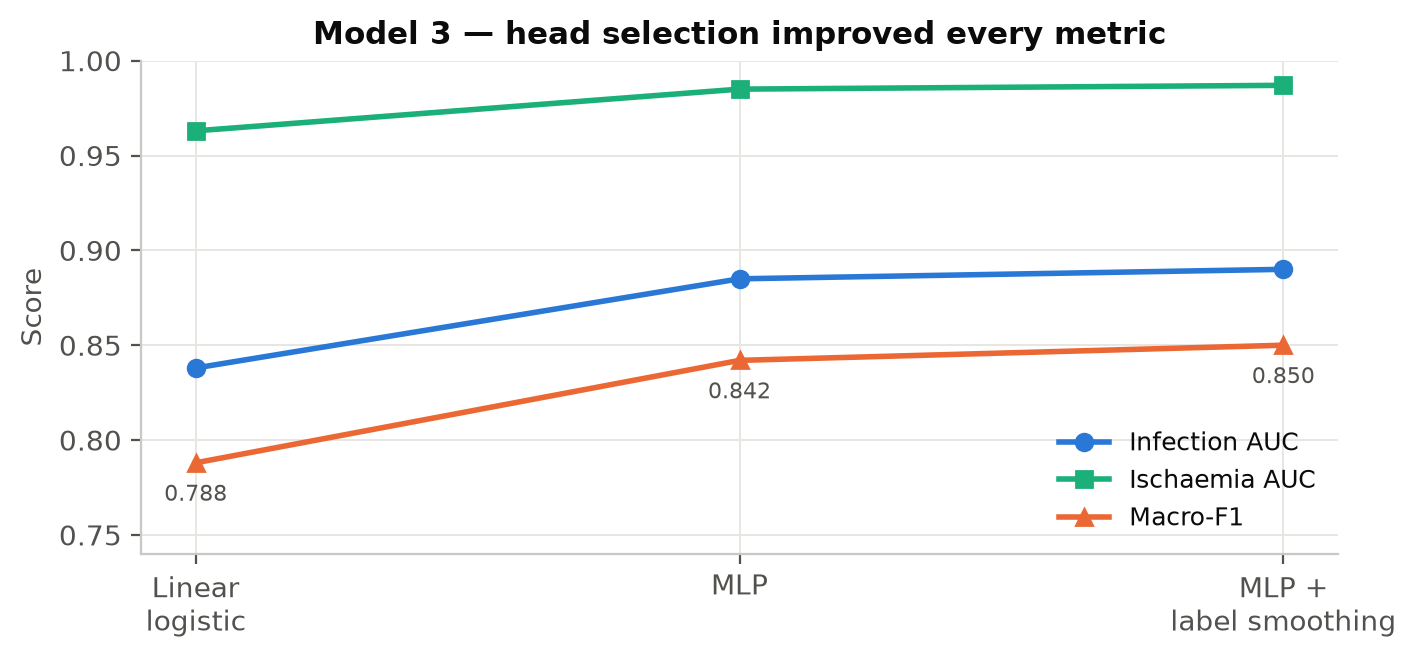 Model 3 — head selection improved every metric
1.00
0.95
0.90
0.85
0.80
0.75
Score
0.788
0.842
0.850
Infection AUC
Ischaemia AUC
Macro-F1
Linear
logistic
MLP
MLP +
label smoothing